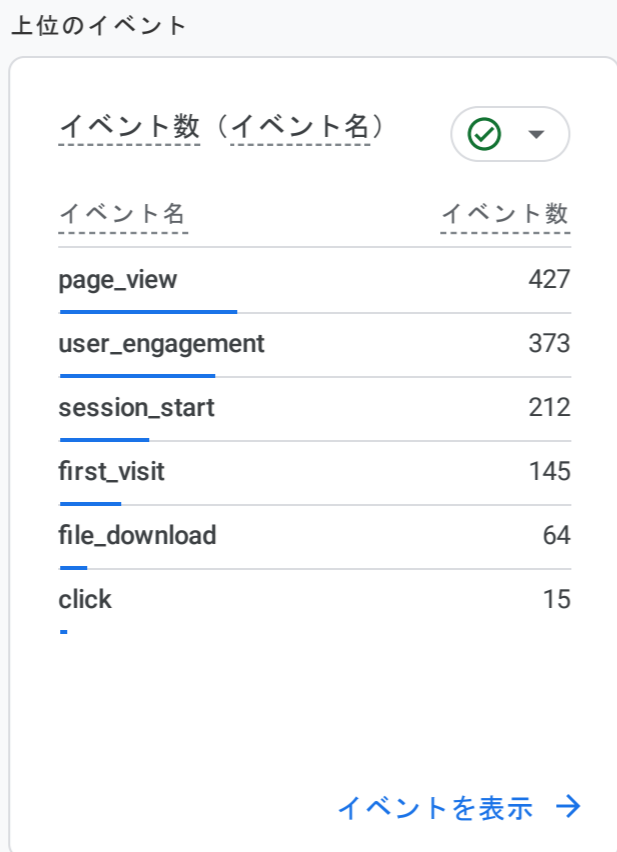 上位のイベント
イベント数（イベント名）
イベント名 イベント数
page_view 427
user_engagement 373
session_start 212
first_visit 145
file_download 64
click 15
イベントを表示